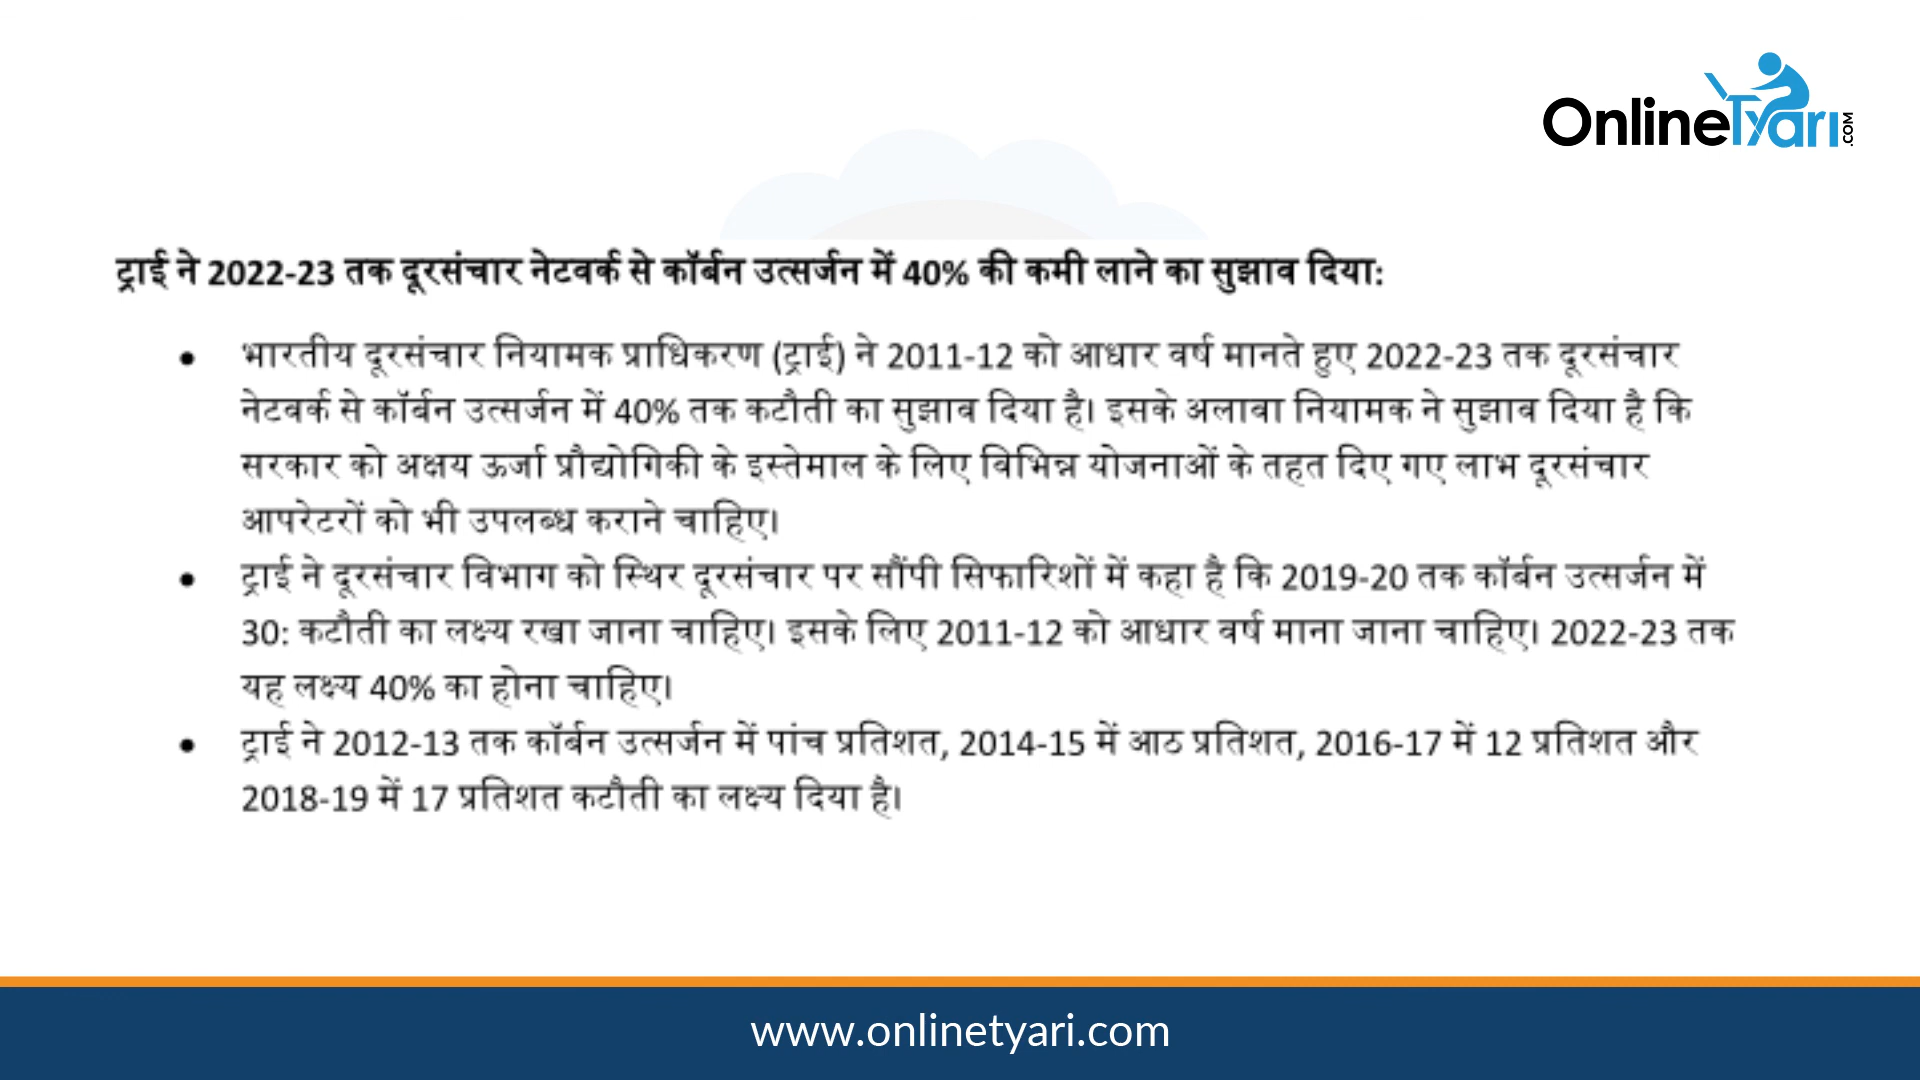 OnlineTyari.COM
ट्राई ने 2022-23 तक दूरसंचार नेटवर्क से कॉर्बन उत्सर्जन में 40% की कमी लाने का सुझाव दिया:
• भारतीय दूरसंचार नियामक प्राधिकरण (ट्राई) ने 2011-12 को आधार वर्ष मानते हुए 2022-23 तक दूरसंचार
नेटवर्क से कॉर्बन उत्सर्जन में 40% तक कटौती का सुझाव दिया है। इसके अलावा नियामक ने सुझाव दिया है कि
सरकार को अक्षय ऊर्जा प्रौद्योगिकी के इस्तेमाल के लिए विभिन्न योजनाओं के तहत दिए गए लाभ दूरसंचार
आपरेटरों को भी उपलब्ध कराने चाहिए।
• ट्राई ने दूरसंचार विभाग को स्थिर दूरसंचार पर सौंपी सिफारिशों में कहा है कि 2019-20 तक कॉर्बन उत्सर्जन में
30: कटौती का लक्ष्य रखा जाना चाहिए। इसके लिए 2011-12 को आधार वर्ष माना जाना चाहिए। 2022-23 तक
यह लक्ष्य 40% का होना चाहिए।
• ट्राई ने 2012-13 तक कॉर्बन उत्सर्जन में पांच प्रतिशत, 2014-15 में आठ प्रतिशत, 2016-17 में 12 प्रतिशत और
2018-19 में 17 प्रतिशत कटौती का लक्ष्य दिया है।
www.onlinetyari.com